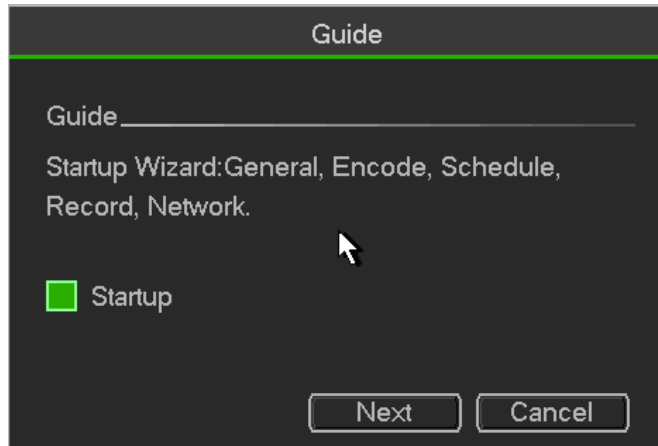 Guide
Guide
Startup Wizard:General, Encode, Schedule,
Record, Network.
Startup
Next Cancel